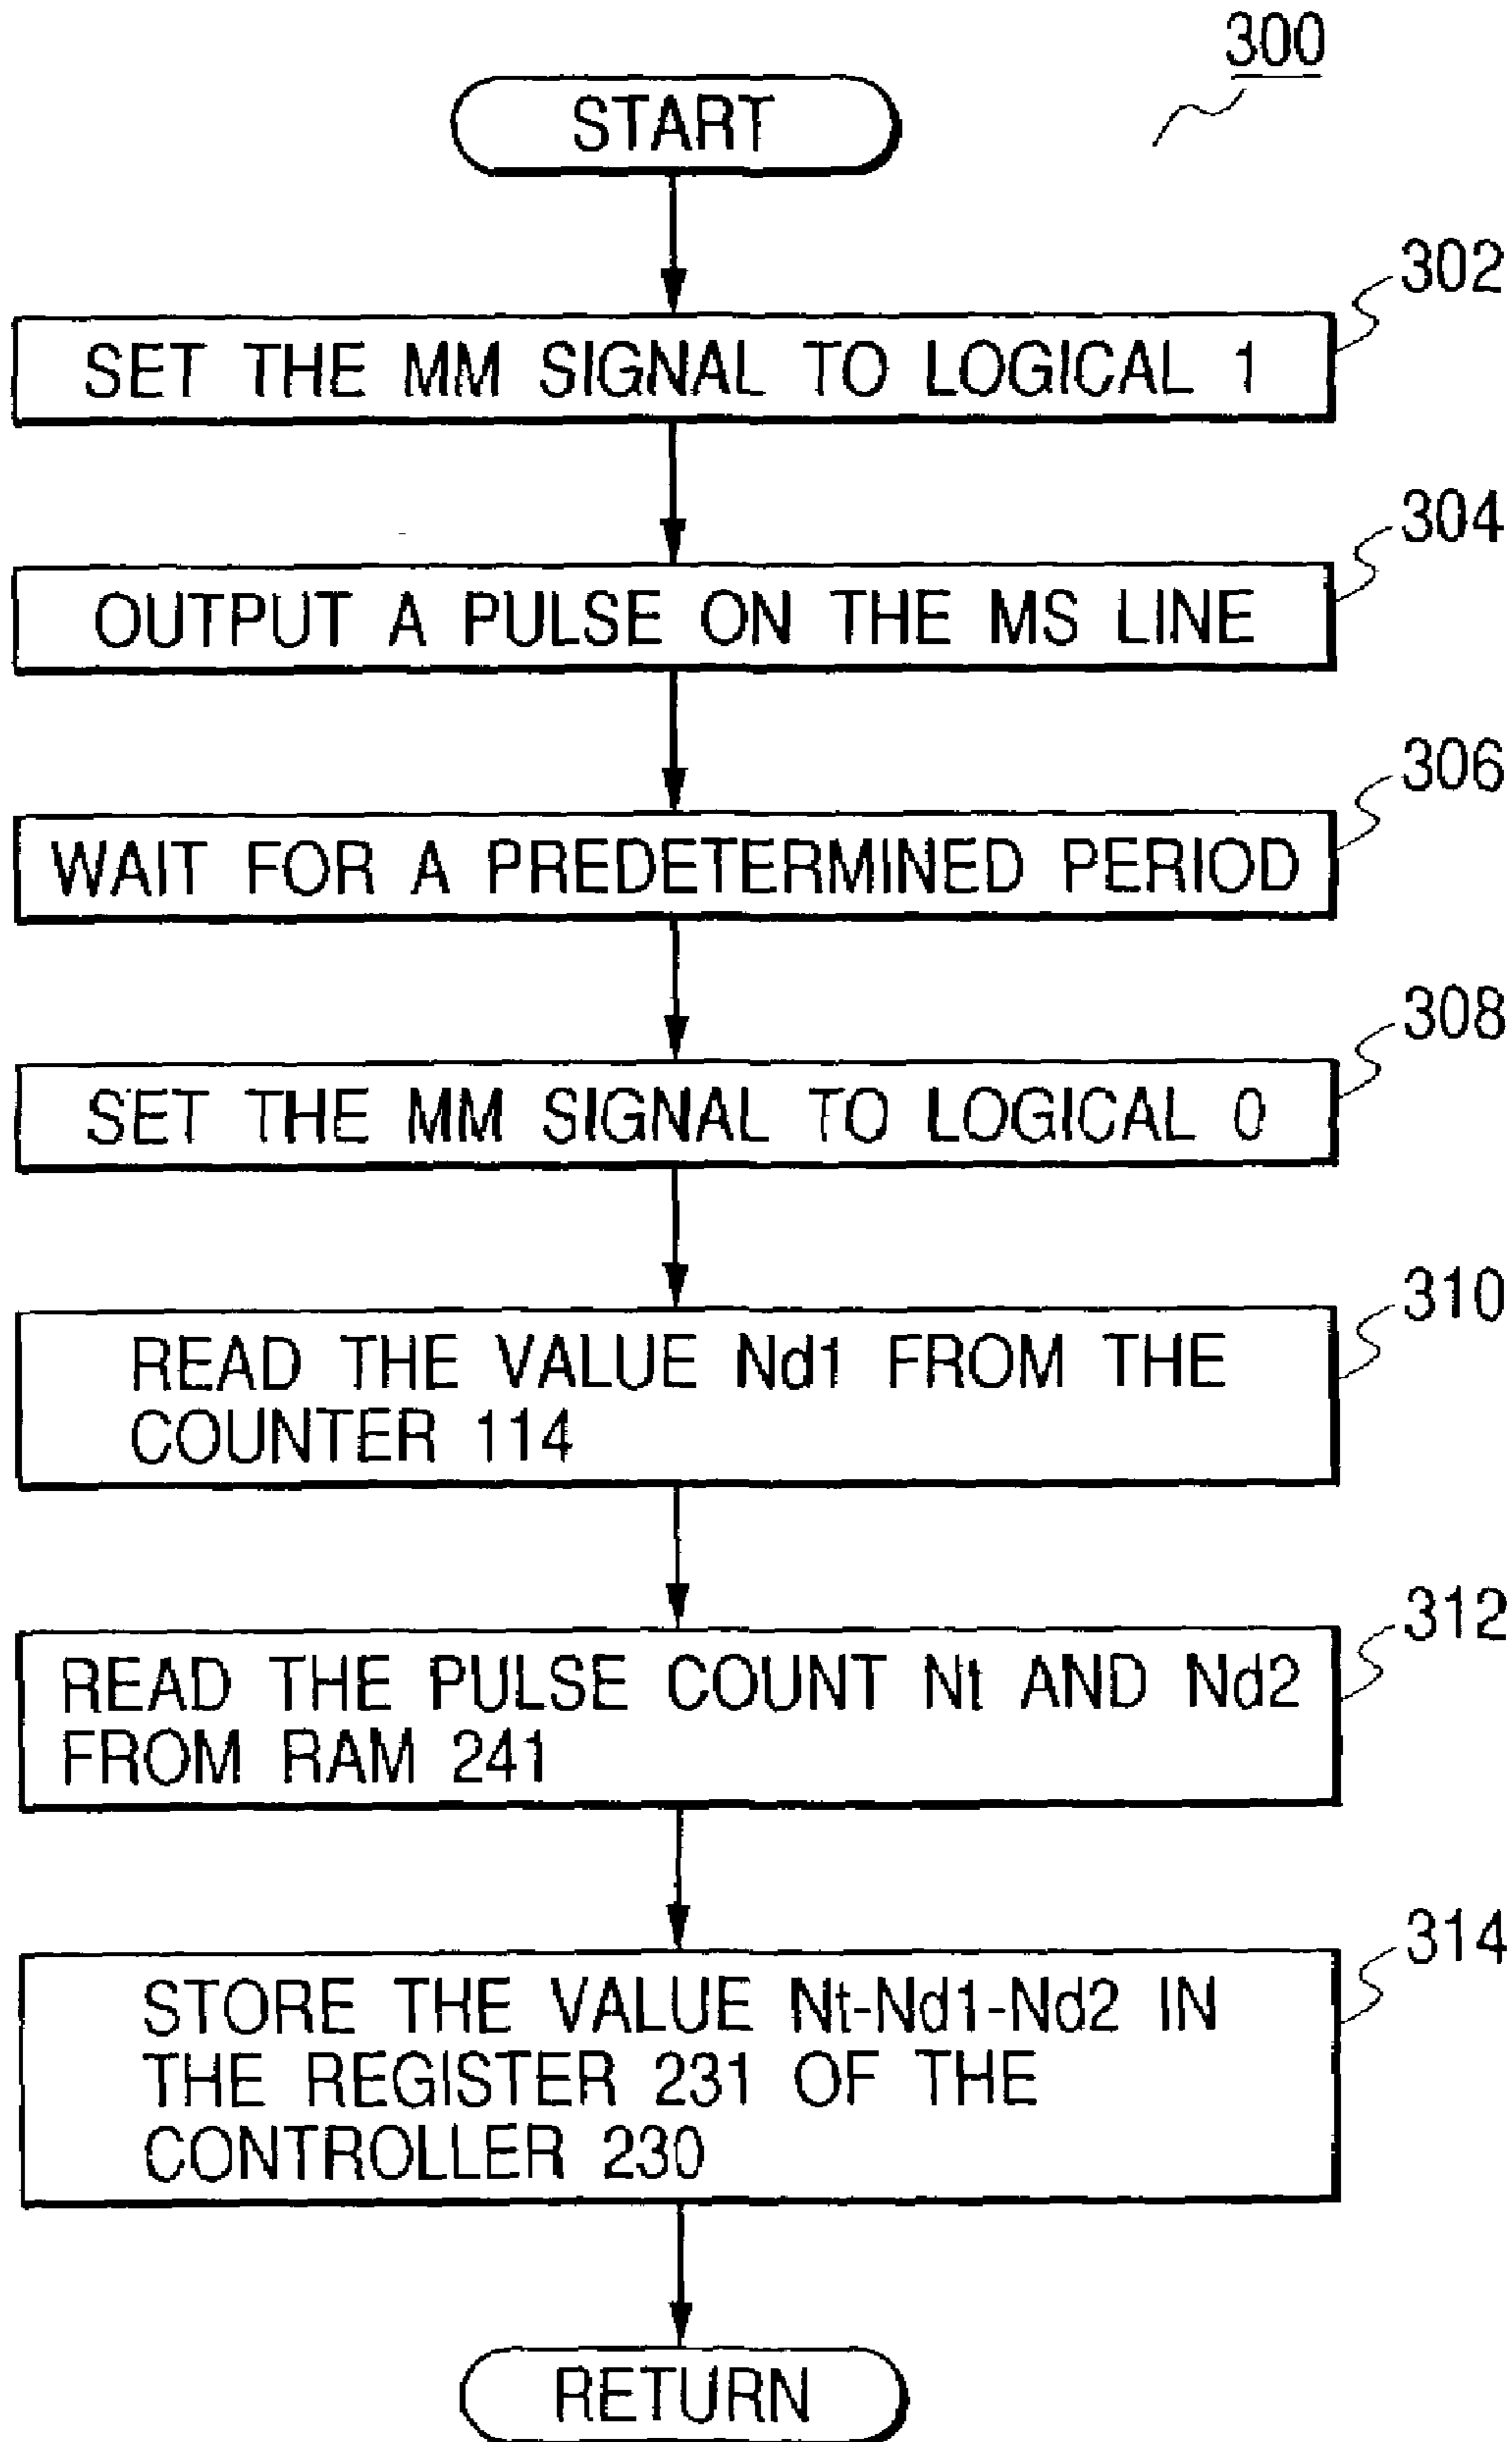 300
START
302
SET THE MM SIGNAL TO LOGICAL 1
304
OUTPUT A PULSE ON THE MS LINE
306
WAIT FOR A PREDETERMINED PERIOD
308
SET THE MM SIGNAL TO LOGICAL 0
310
READ THE VALUE Nd1 FROM THE
COUNTER 114
312
READ THE PULSE COUNT Nt AND Nd2
FROM RAM 241
314
STORE THE VALUE Nt-Nd1-Nd2 IN
THE REGISTER 231 OF THE
CONTROLLER 230
RETURN